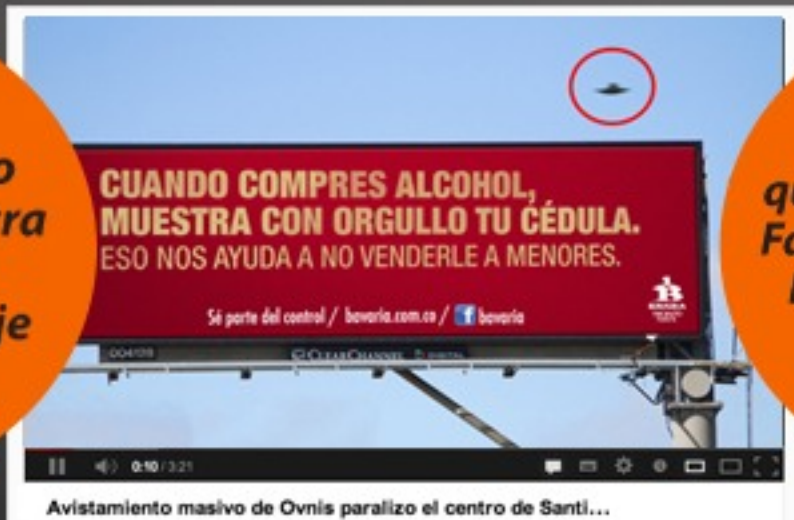 CUANDO COMPRES ALCOHOL,
MUESTRA CON ORGULLO TU CÉDULA.
ESO NOS AYUDA A NO VENDERLE A MENORES.
Sé parte del control / bavaria.com.co / f bavaria
BAVARIA
CLEARCHANNEL
0:10 / 3:21
Avistamiento masivo de Ovnis paralizo el centro de Santi...